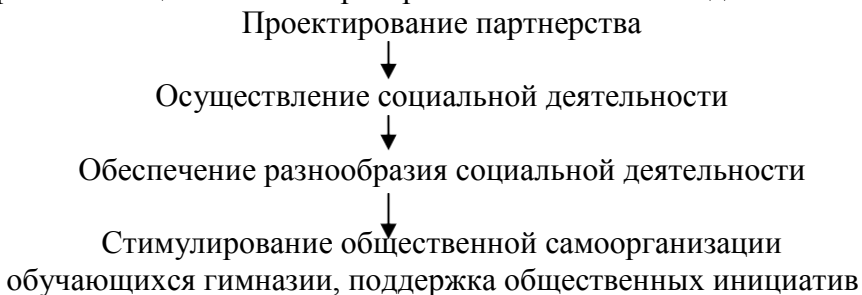 Проектирование партнерства
Осуществление социальной деятельности
Обеспечение разнообразия социальной деятельности
Стимулирование общественной самоорганизации
обучающихся гимназии, поддержка общественных инициатив